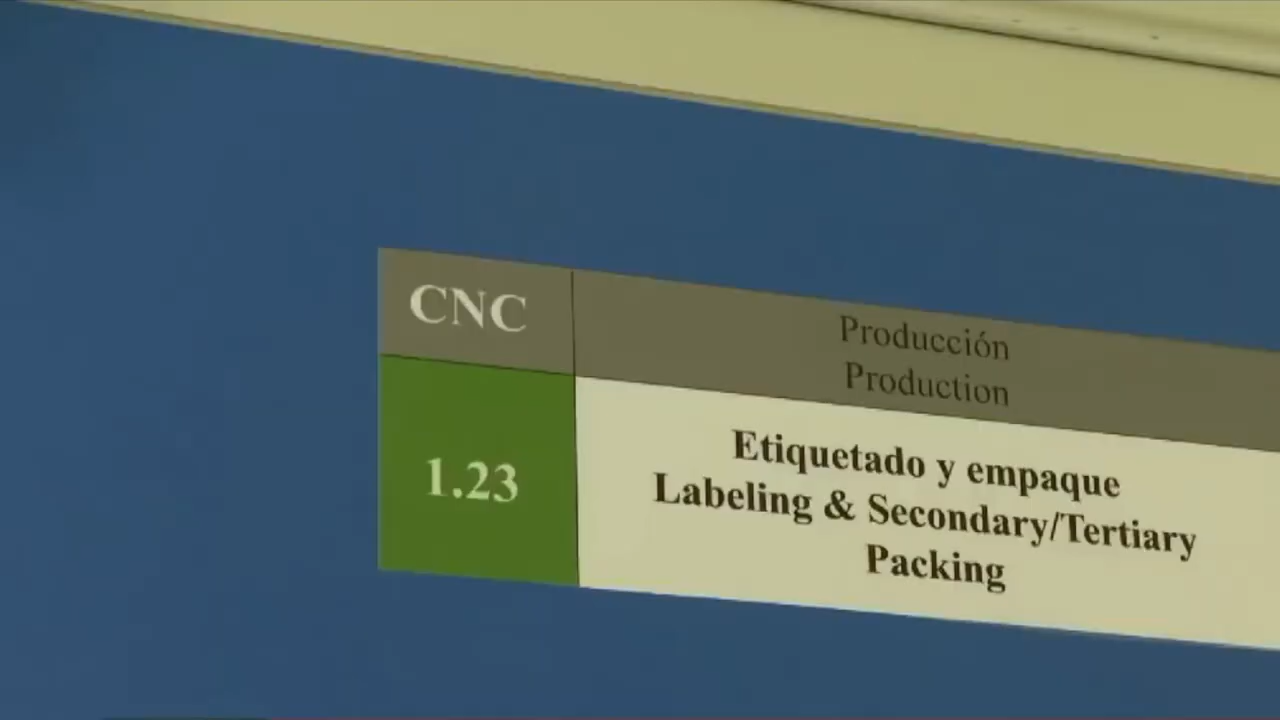 CNC
Producción
Production
1.23
Etiquetado y empaque
Labeling & Secondary/Tertiary
Packing